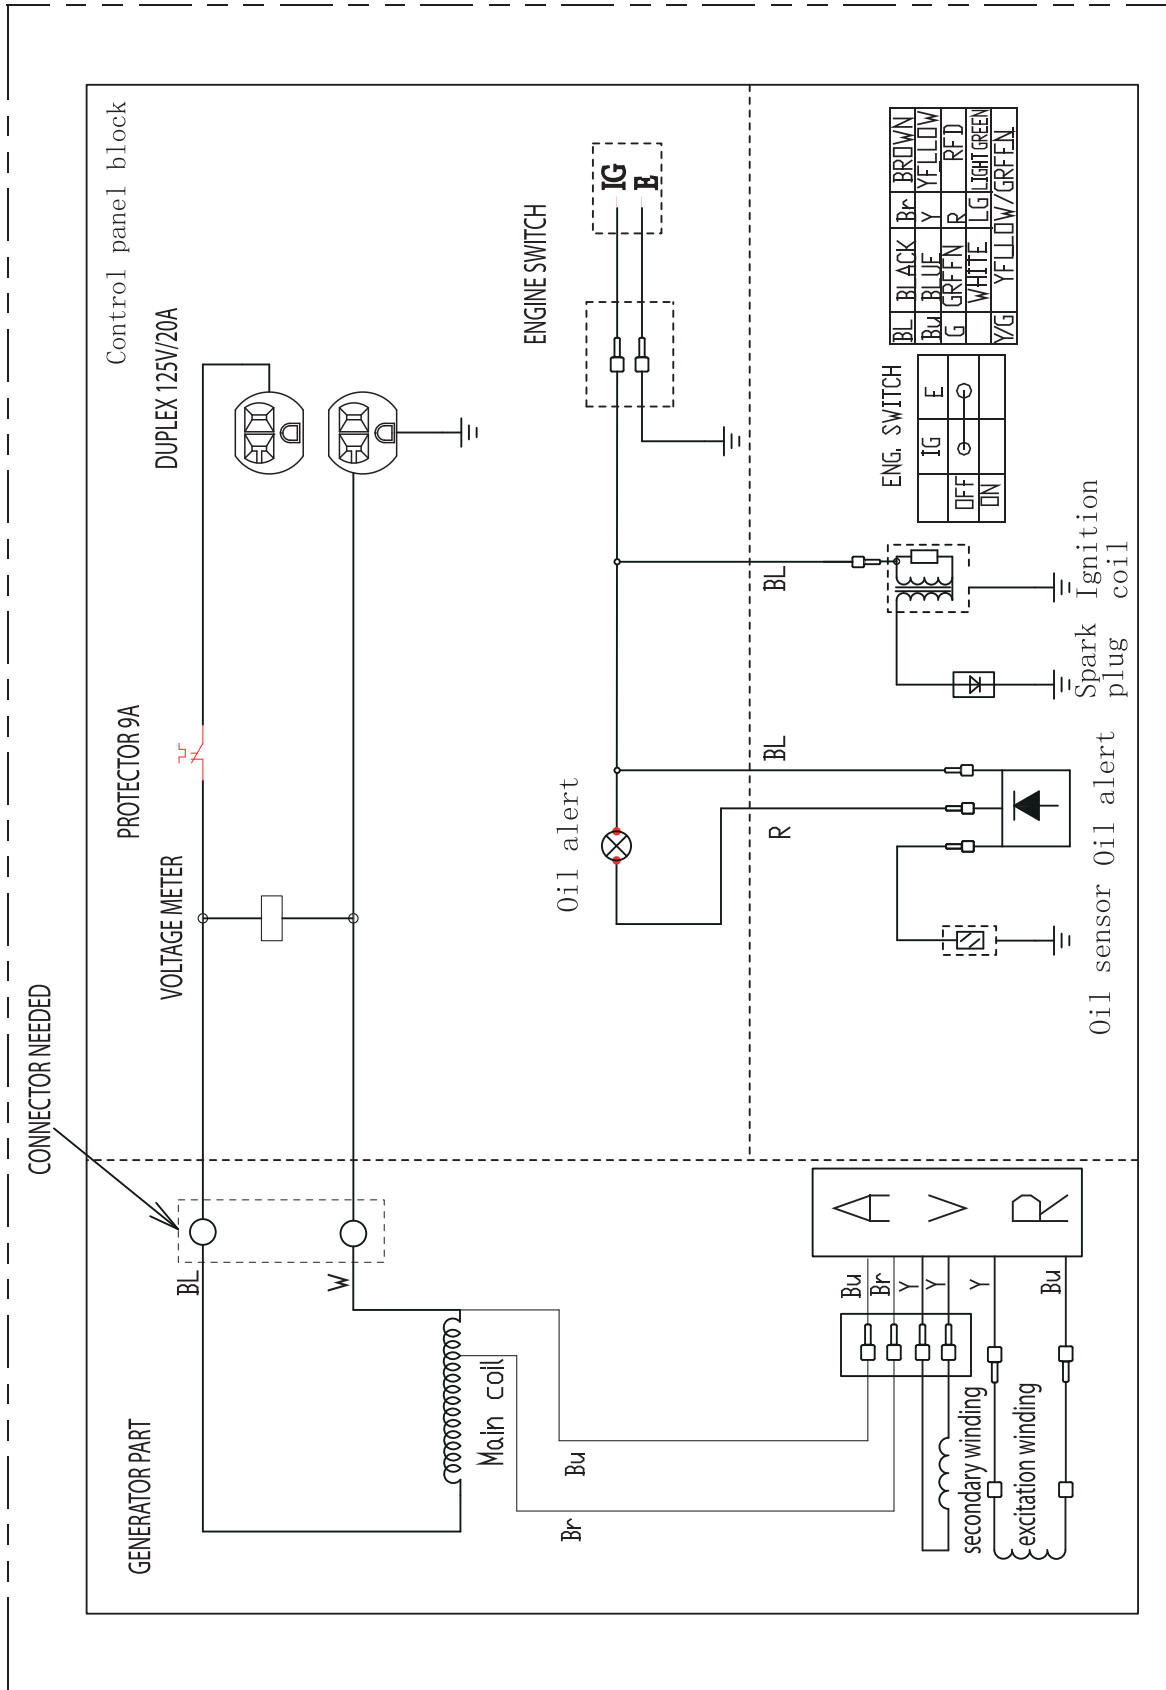 Control panel block
DUPLEX 125V/20A
PROTECTOR 9A
VOLTAGE METER
CONNECTOR NEEDED
GENERATOR PART
BL
W
Main coil
Bu
Br
ENGINE SWITCH
IG
E
Oil alert
BL
BL
R
BL BLACK Br BROWN
Bu BLUE Y YELLOW
G GREEN R RED
WHITE LG LIGHT GREEN
Y/G YELLOW/GREEN
ENG. SWITCH
IG E
OFF
ON
Spark plug
Ignition coil
Oil sensor
Oil alert
A V R
Bu
Br
Y
Y
Y
Bu
secondary winding
excitation winding